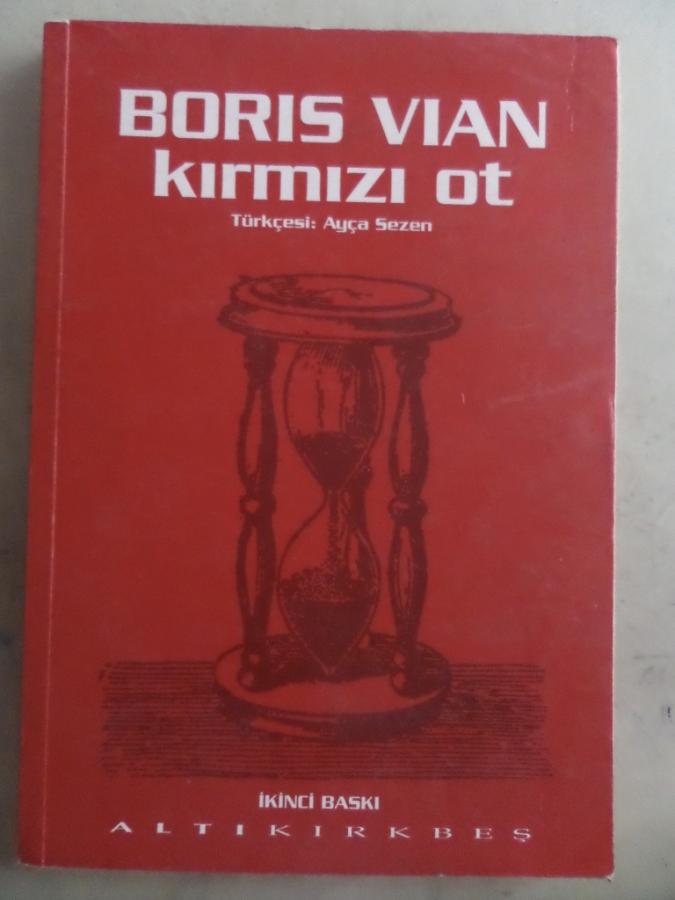 BORIS VIAN
kırmızı ot
Türkçesi: Ayça Sezen
İKİNCİ BASKI
ALTIKIRKBEŞ